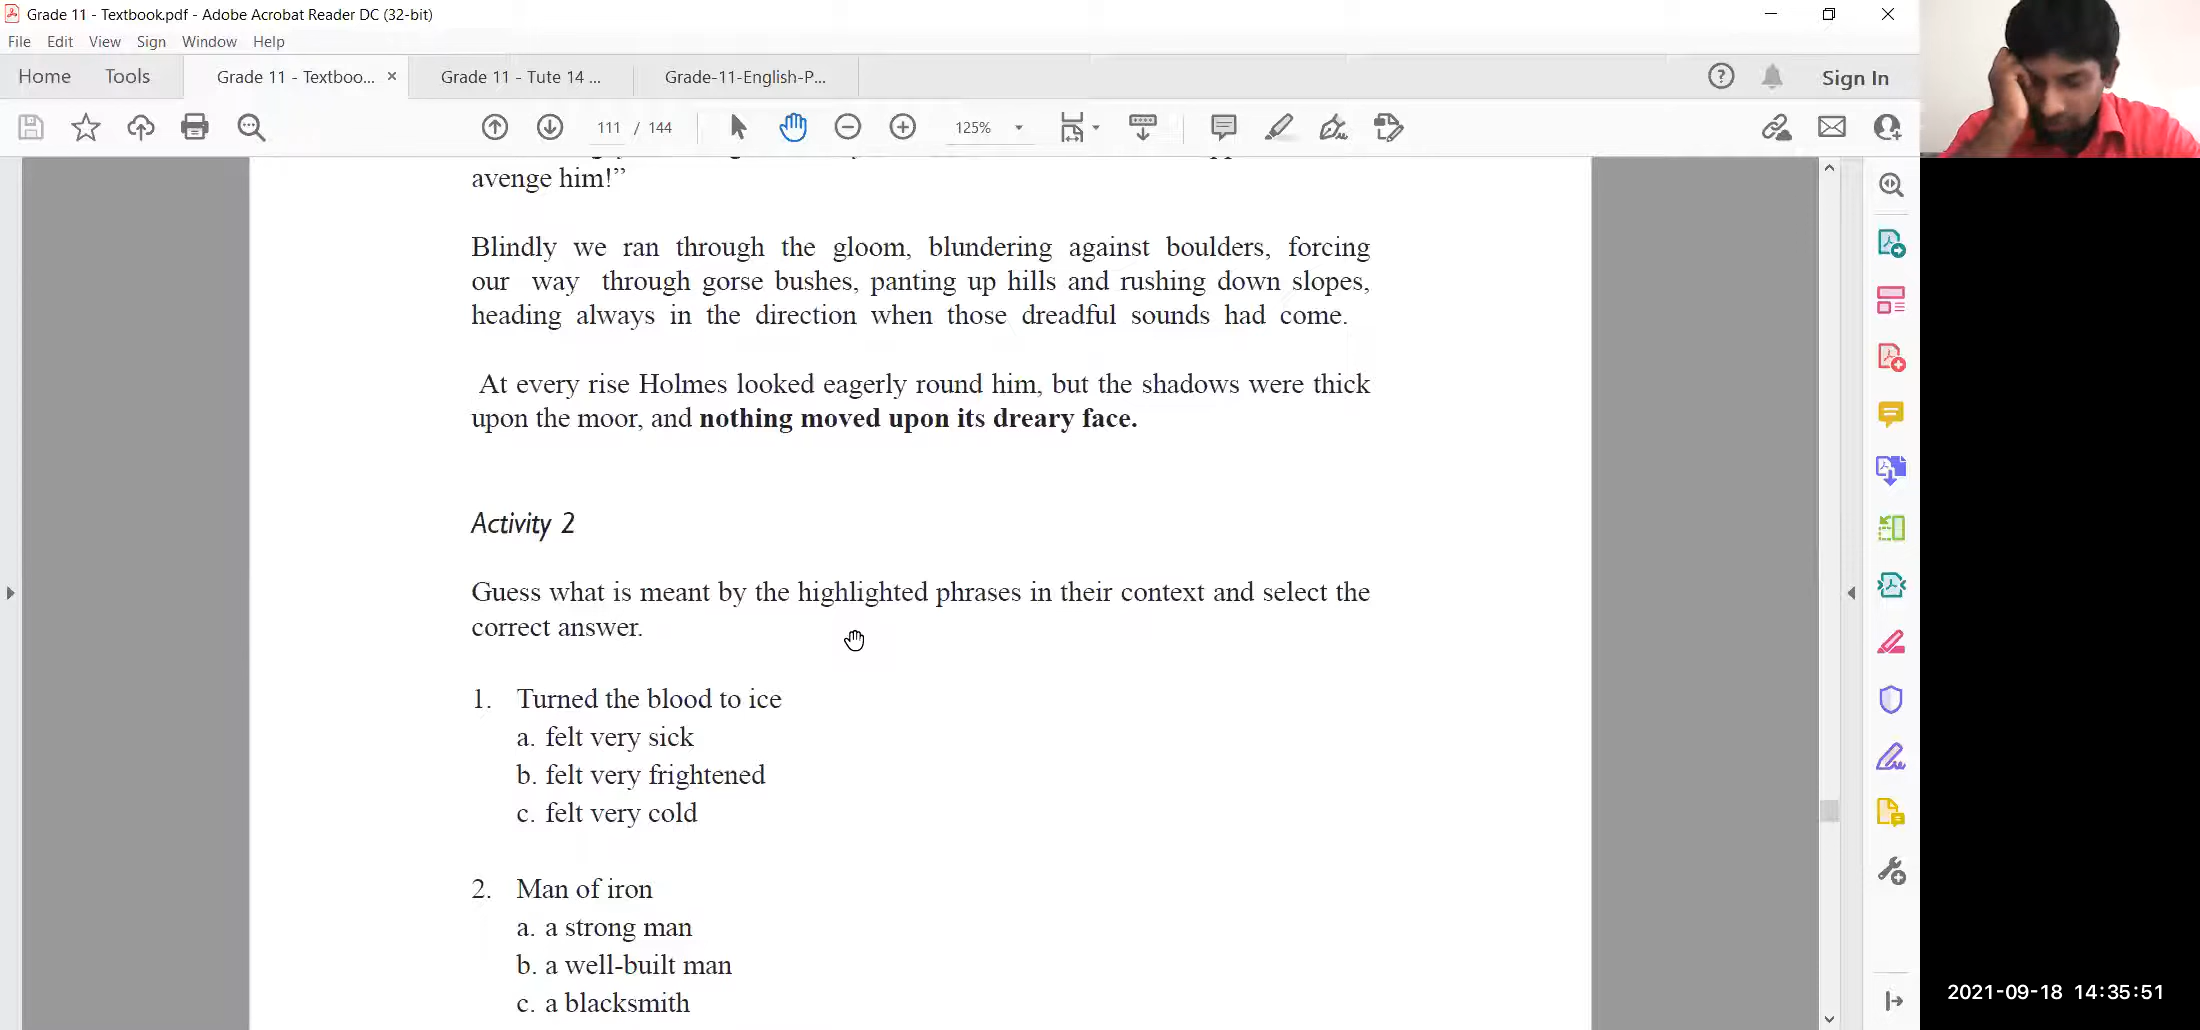 Grade 11 - Textbook.pdf - Adobe Acrobat Reader DC (32-bit)
File Edit View Sign Window Help
Home Tools Grade 11 - Textboo... × Grade 11 - Tute 14 ... Grade-11-English-P... Sign In
111 / 144 125%
avenge him!”
Blindly we ran through the gloom, blundering against boulders, forcing
our way through gorse bushes, panting up hills and rushing down slopes,
heading always in the direction when those dreadful sounds had come.
At every rise Holmes looked eagerly round him, but the shadows were thick
upon the moor, and nothing moved upon its dreary face.
Activity 2
Guess what is meant by the highlighted phrases in their context and select the
correct answer.
1. Turned the blood to ice
a. felt very sick
b. felt very frightened
c. felt very cold
2. Man of iron
a. a strong man
b. a well-built man
c. a blacksmith
2021-09-18 14:35:51